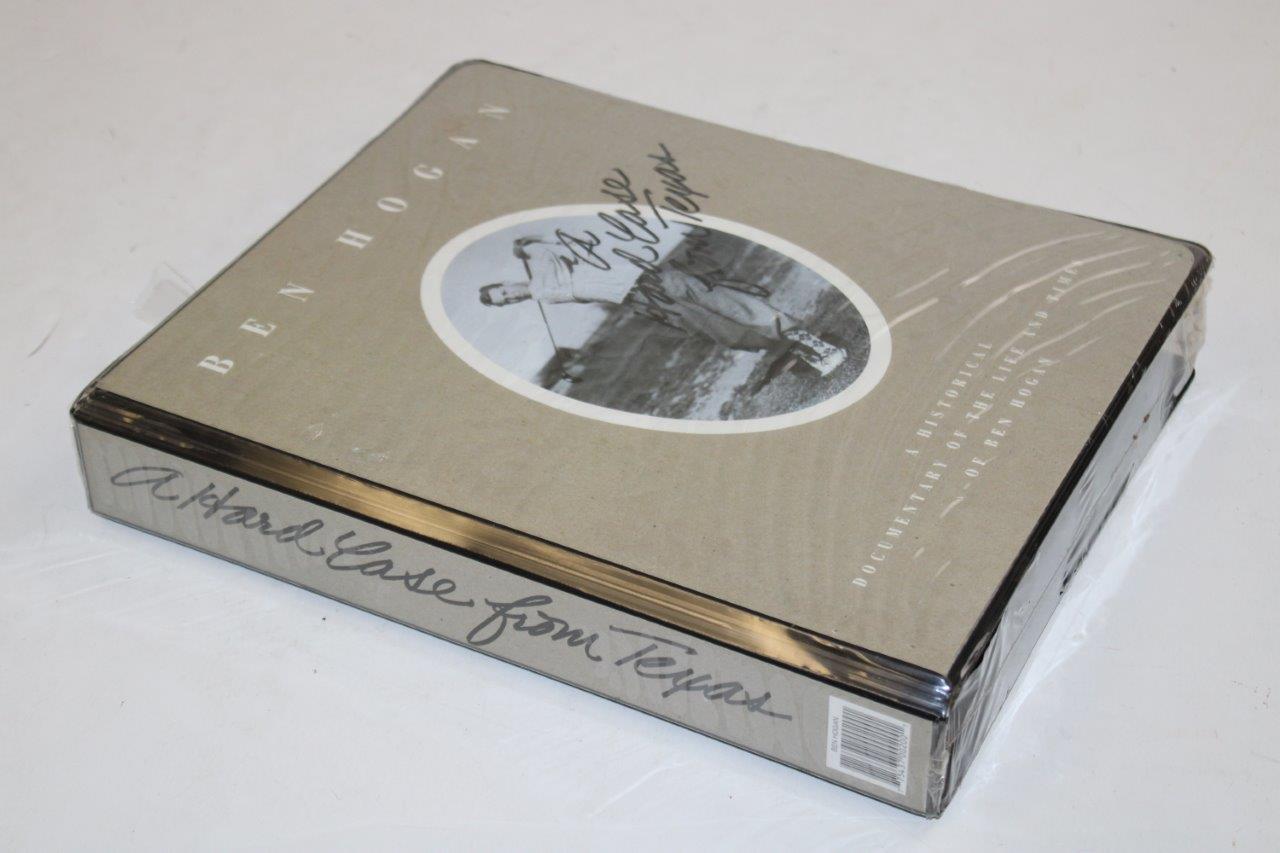 BEN HOGAN
a
Hard Case
from Texas
A HISTORICAL
DOCUMENTARY OF THE LIFE AND TIMES
OF BEN HOGIN
a Hard Case from Texas
BEN HOGAN